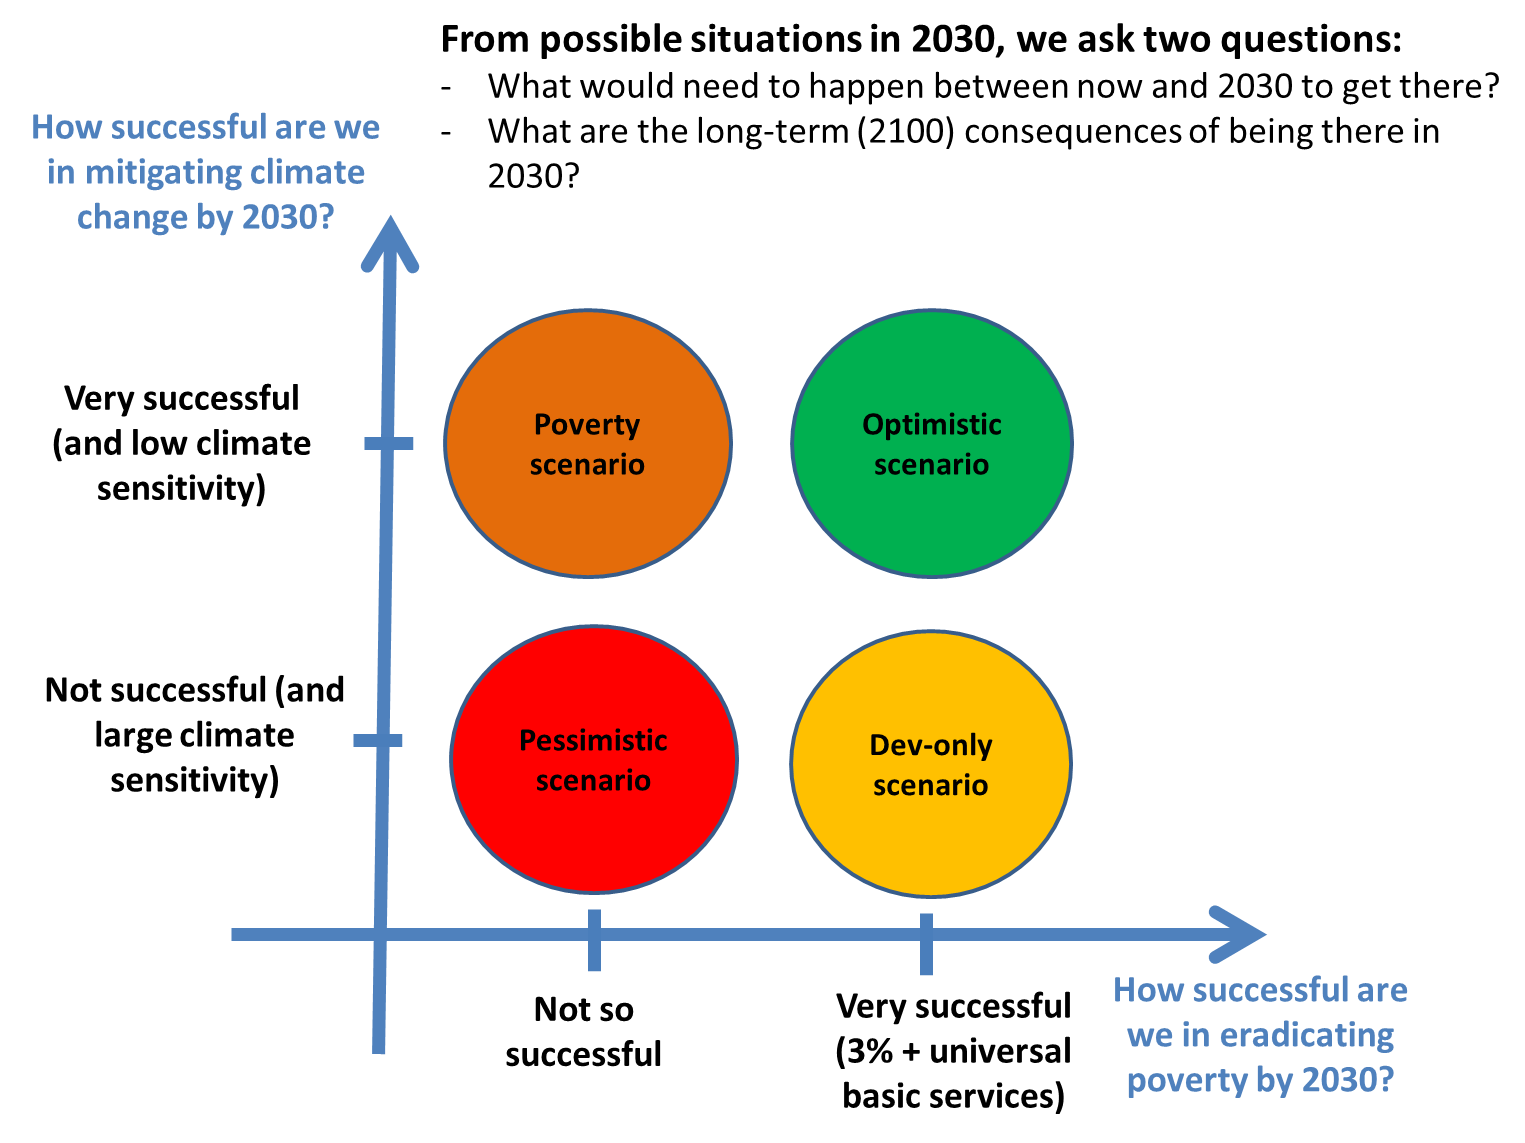 From possible situations in 2030, we ask two questions:
- What would need to happen between now and 2030 to get there?
- What are the long-term (2100) consequences of being there in
2030?
How successful are we
in mitigating climate
change by 2030?
Very successful
(and low climate
sensitivity)
Poverty
scenario
Optimistic
scenario
Not successful (and
large climate
sensitivity)
Pessimistic
scenario
Dev-only
scenario
Not so
successful
Very successful
(3% + universal
basic services)
How successful are
we in eradicating
poverty by 2030?